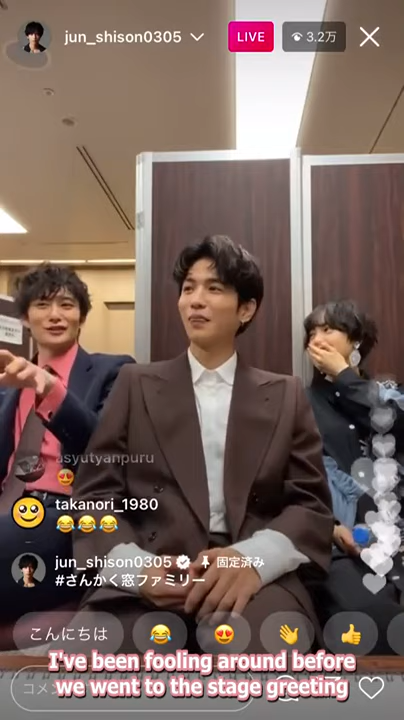 jun_shison0305
LIVE
3.2万
takanori_1980
😂😂😂
jun_shison0305 固定済み
#さんかく窓ファミリー
こんにちは 😂 😍 👋 👍
I've been fooling around before
we went to the stage greeting